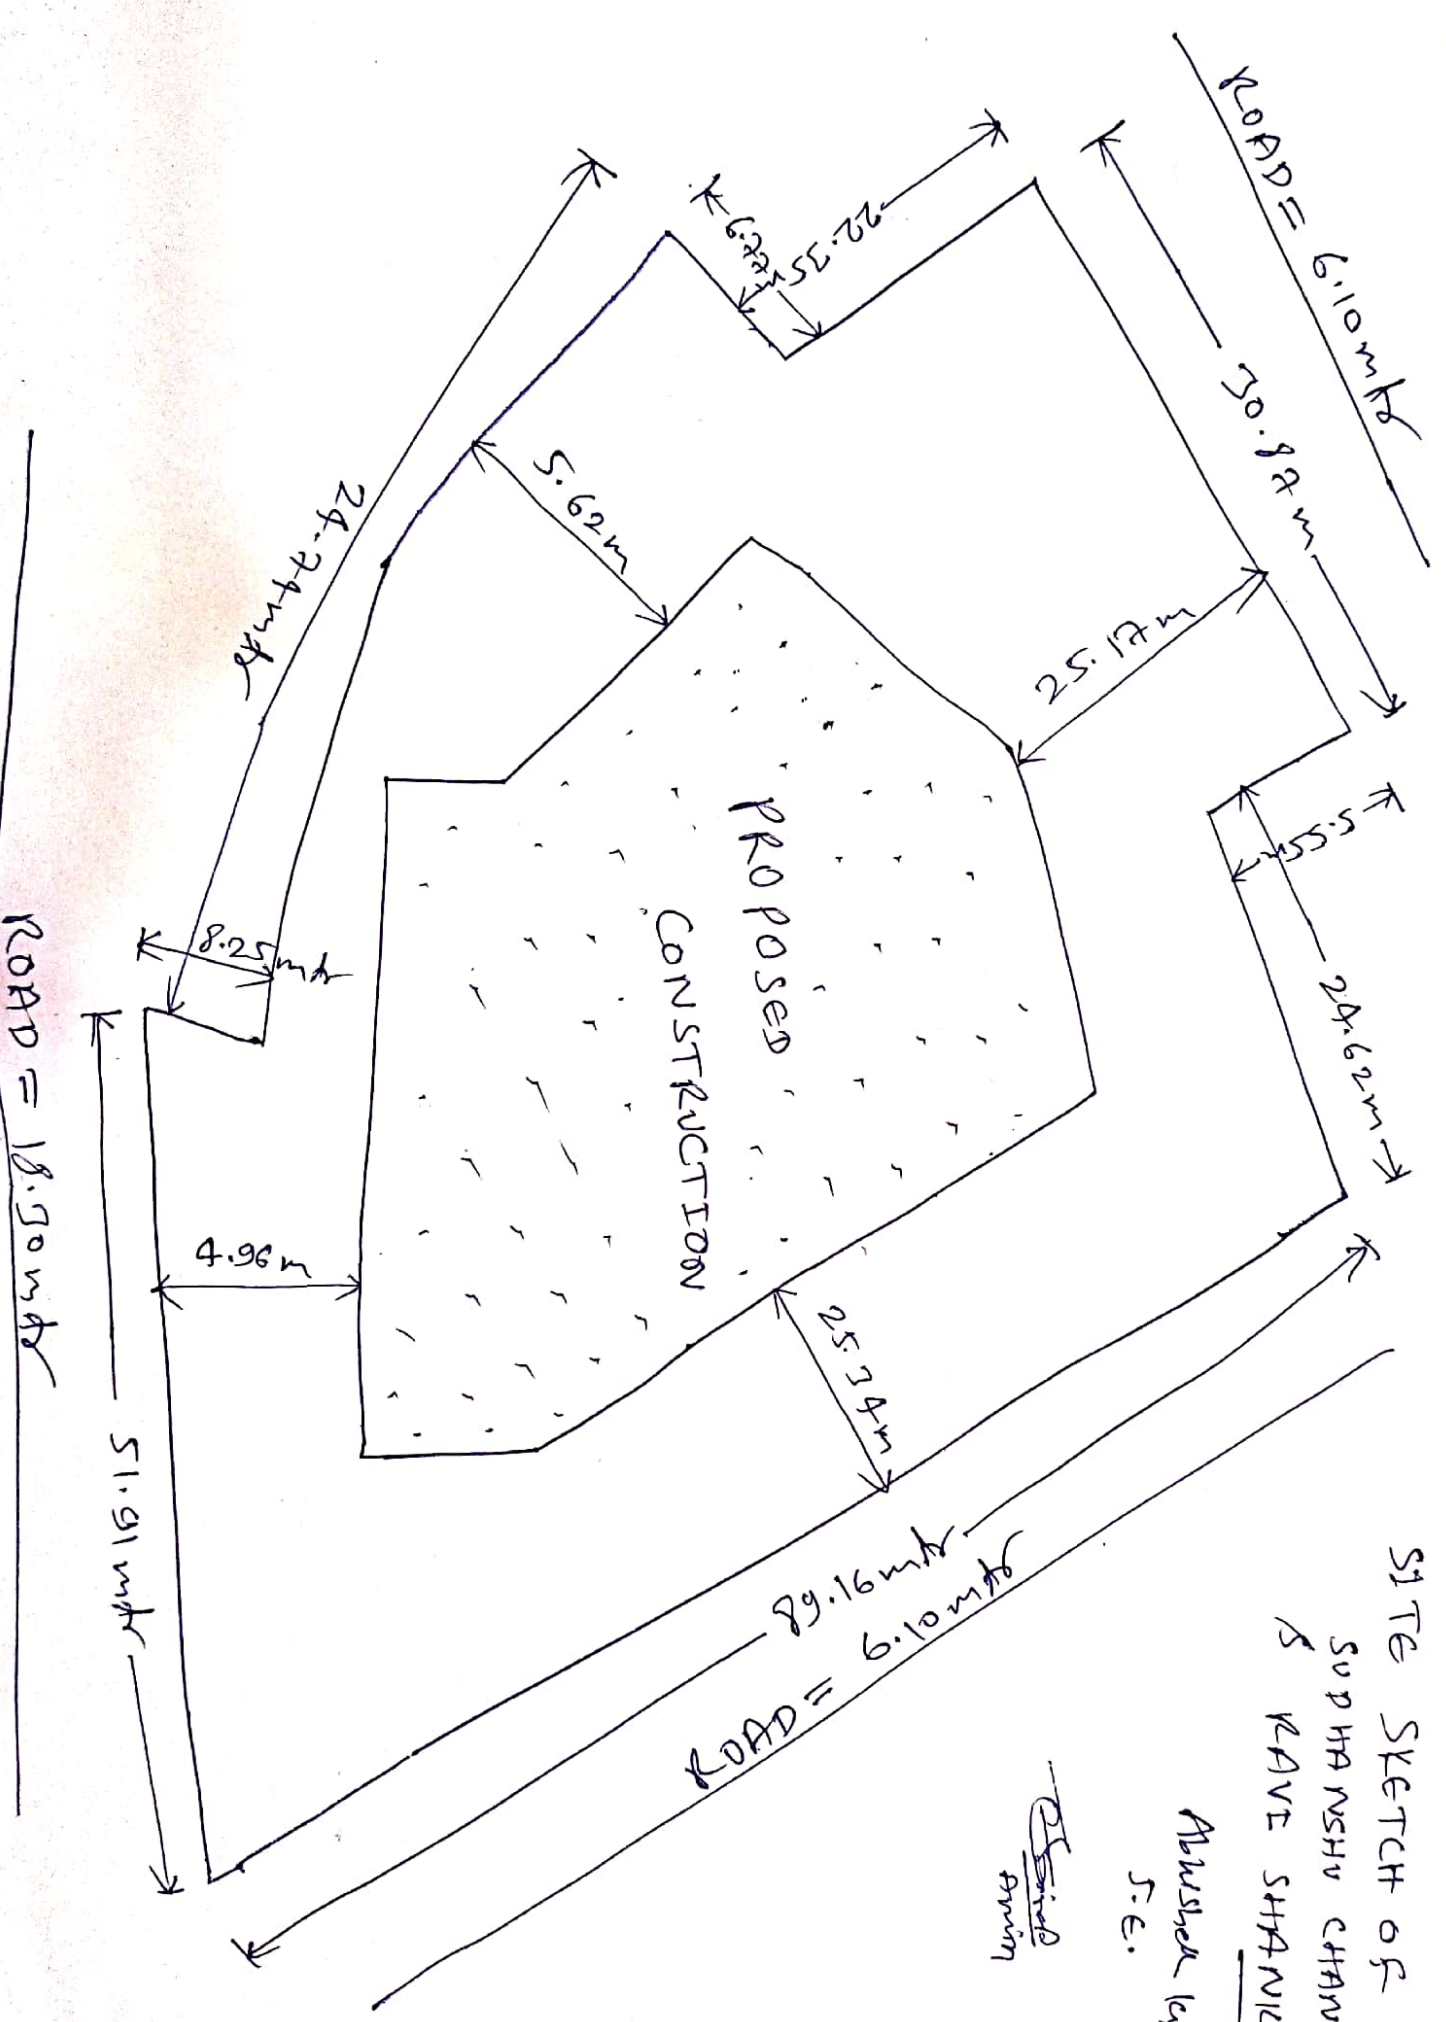 SITE SKETCH OF
SUDHANSHU CHAN
& RAVI SHANK
Abhishek
J.E.
Amin
ROAD = 6.10 mtr
30.87 m
22.35 m
6.77 m
24.74 mtr
5.62 m
25.17 m
5.55 m
24.62 m
PROPOSED
CONSTRUCTION
8.25 mtr
4.96 m
25.34 m
51.91 mtr
89.16 mtr
ROAD = 6.10 mtr
ROAD = 18.30 mtr